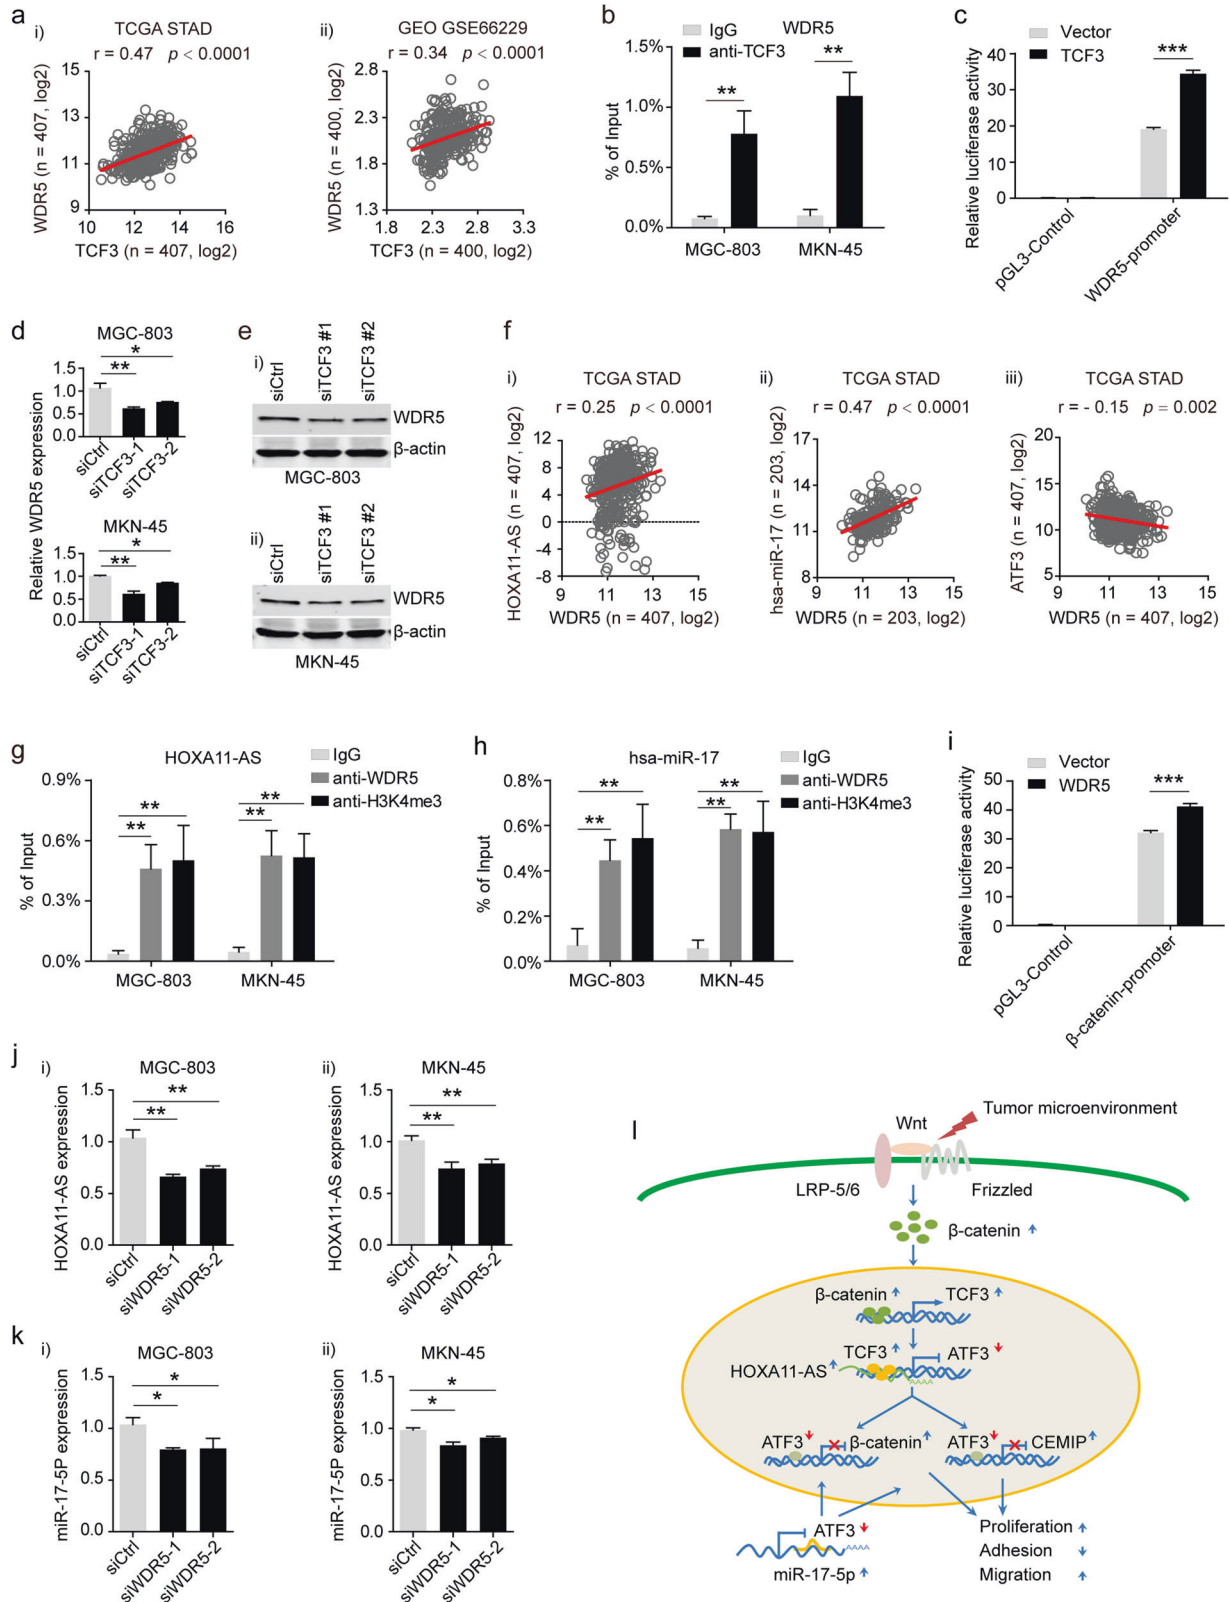 a
i)
TCGA STAD
r = 0.47 p < 0.0001
WDR5 (n = 407, log2)
15
13
11
9
10 12 14 16
TCF3 (n = 407, log2)
ii)
GEO GSE66229
r = 0.34 p < 0.0001
WDR5 (n = 400, log2)
2.8
2.3
1.8
1.3
1.8 2.3 2.8 3.3
TCF3 (n = 400, log2)
b
IgG
anti-TCF3
WDR5
% of Input
1.5%
1.0%
0.5%
0.0%
**
**
MGC-803 MKN-45
c
Vector
TCF3
Relative luciferase activity
40
30
20
10
0
***
pGL3-Control
WDR5-promoter
d
Relative WDR5 expression
MGC-803
1.5
1.0
0.5
0.0
*
**
siCtrl
siTCF3-1
siTCF3-2
MKN-45
1.5
1.0
0.5
0.0
*
**
siCtrl
siTCF3-1
siTCF3-2
e
i)
siCtrl
siTCF3 #1
siTCF3 #2
WDR5
β-actin
MGC-803
ii)
siCtrl
siTCF3 #1
siTCF3 #2
WDR5
β-actin
MKN-45
f
i)
TCGA STAD
r = 0.25 p < 0.0001
HOXA11-AS (n = 407, log2)
12
8
4
0
-4
-8
9 11 13 15
WDR5 (n = 407, log2)
ii)
TCGA STAD
r = 0.47 p < 0.0001
hsa-miR-17 (n = 203, log2)
17
14
11
8
9 11 13 15
WDR5 (n = 203, log2)
iii)
TCGA STAD
r = - 0.15 p = 0.002
ATF3 (n = 407, log2)
20
15
10
5
9 11 13 15
WDR5 (n = 407, log2)
g
HOXA11-AS
IgG
anti-WDR5
anti-H3K4me3
% of Input
0.9%
0.6%
0.3%
0.0%
**
**
**
**
MGC-803 MKN-45
h
hsa-miR-17
IgG
anti-WDR5
anti-H3K4me3
% of Input
0.8%
0.6%
0.4%
0.2%
0.0%
**
**
**
**
MGC-803 MKN-45
i
Vector
WDR5
Relative luciferase activity
50
40
30
20
10
0
***
pGL3-Control
β-catenin-promoter
j
i)
MGC-803
HOXA11-AS expression
1.5
1.0
0.5
0.0
**
**
siCtrl
siWDR5-1
siWDR5-2
ii)
MKN-45
HOXA11-AS expression
1.5
1.0
0.5
0.0
**
**
siCtrl
siWDR5-1
siWDR5-2
k
i)
MGC-803
miR-17-5P expression
1.5
1.0
0.5
0.0
*
*
siCtrl
siWDR5-1
siWDR5-2
ii)
MKN-45
miR-17-5P expression
1.5
1.0
0.5
0.0
*
*
siCtrl
siWDR5-1
siWDR5-2
l
Tumor microenvironment
Wnt
LRP-5/6
Frizzled
β-catenin
β-catenin TCF3
TCF3 ATF3
HOXA11-AS
AAAA
ATF3 β-catenin
ATF3 CEMIP
ATF3
AAAA
miR-17-5p
Proliferation
Adhesion
Migration